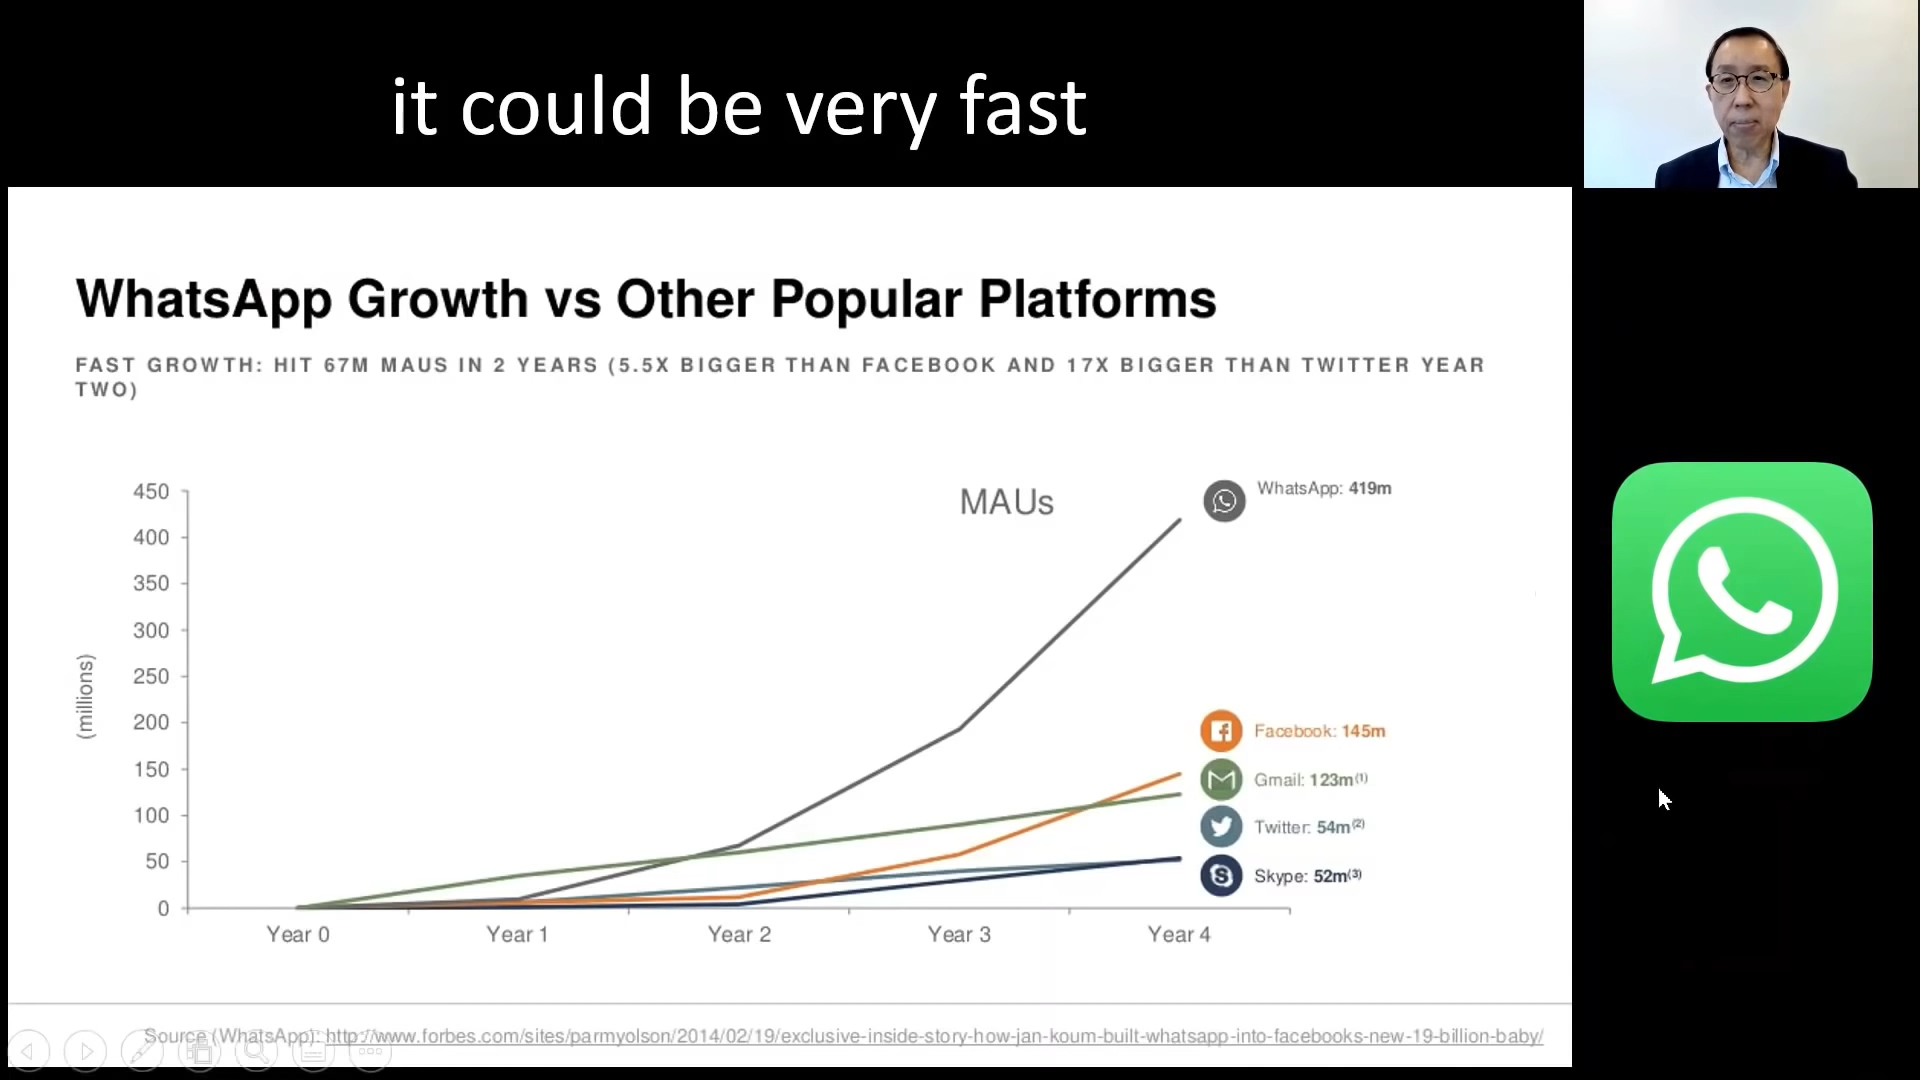 it could be very fast
WhatsApp Growth vs Other Popular Platforms
FAST GROWTH: HIT 67M MAUS IN 2 YEARS (5.5X BIGGER THAN FACEBOOK AND 17X BIGGER THAN TWITTER YEAR
TWO)
MAUs
WhatsApp: 419m
Facebook: 145m
Gmail: 123m(1)
Twitter: 54m(2)
Skype: 52m(3)
(millions)
450
400
350
300
250
200
150
100
50
0
Year 0
Year 1
Year 2
Year 3
Year 4
Source (WhatsApp): http://www.forbes.com/sites/parmyolson/2014/02/19/exclusive-inside-story-how-jan-koum-built-whatsapp-into-facebooks-new-19-billion-baby/